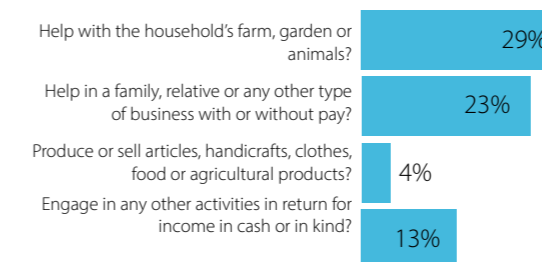 Help with the household’s farm, garden or
animals?
29%
Help in a family, relative or any other type
of business with or without pay?
23%
Produce or sell articles, handicrafts, clothes,
food or agricultural products?
4%
Engage in any other activities in return for
income in cash or in kind?
13%